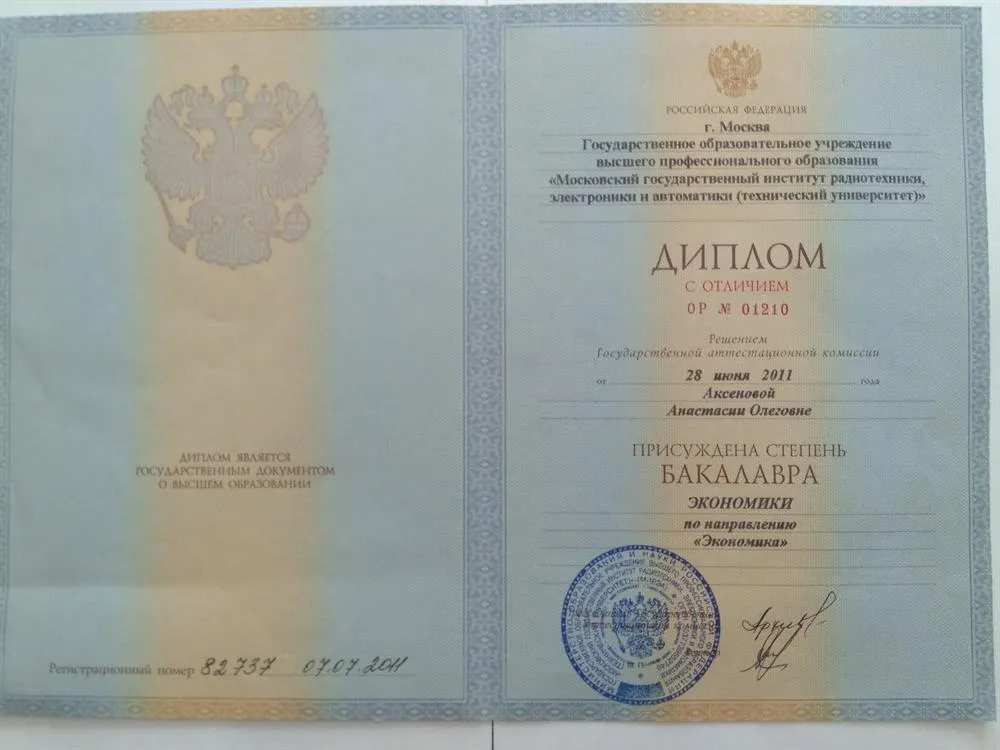 ДИПЛОМ ЯВЛЯЕТСЯ
ГОСУДАРСТВЕННЫМ ДОКУМЕНТОМ
О ВЫСШЕМ ОБРАЗОВАНИИ
Регистрационный номер 82737 07.07.2011
РОССИЙСКАЯ ФЕДЕРАЦИЯ
г. Москва
Государственное образовательное учреждение
высшего профессионального образования
«Московский государственный институт радиотехники,
электроники и автоматики (технический университет)»
ДИПЛОМ
С ОТЛИЧИЕМ
ОР № 01210
Решением
Государственной аттестационной комиссии
от 28 июня 2011 года
Аксеновой
Анастасии Олеговне
ПРИСУЖДЕНА СТЕПЕНЬ
БАКАЛАВРА
ЭКОНОМИКИ
по направлению
«Экономика»